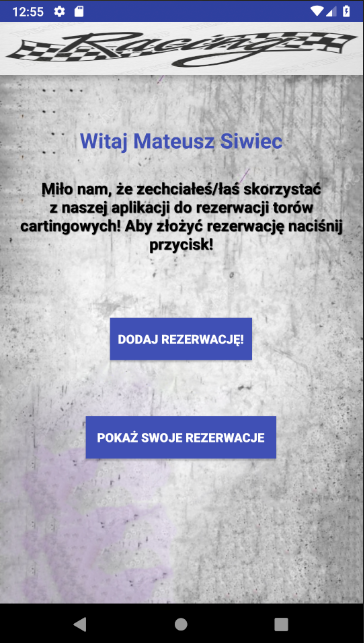 12:55
Racing
Witaj Mateusz Siwiec
Miło nam, że zechciałeś/łaś skorzystać
z naszej aplikacji do rezerwacji torów
cartingowych! Aby złożyć rezerwację naciśnij
przycisk!
DODAJ REZERWACJĘ!
POKAŻ SWOJE REZERWACJE